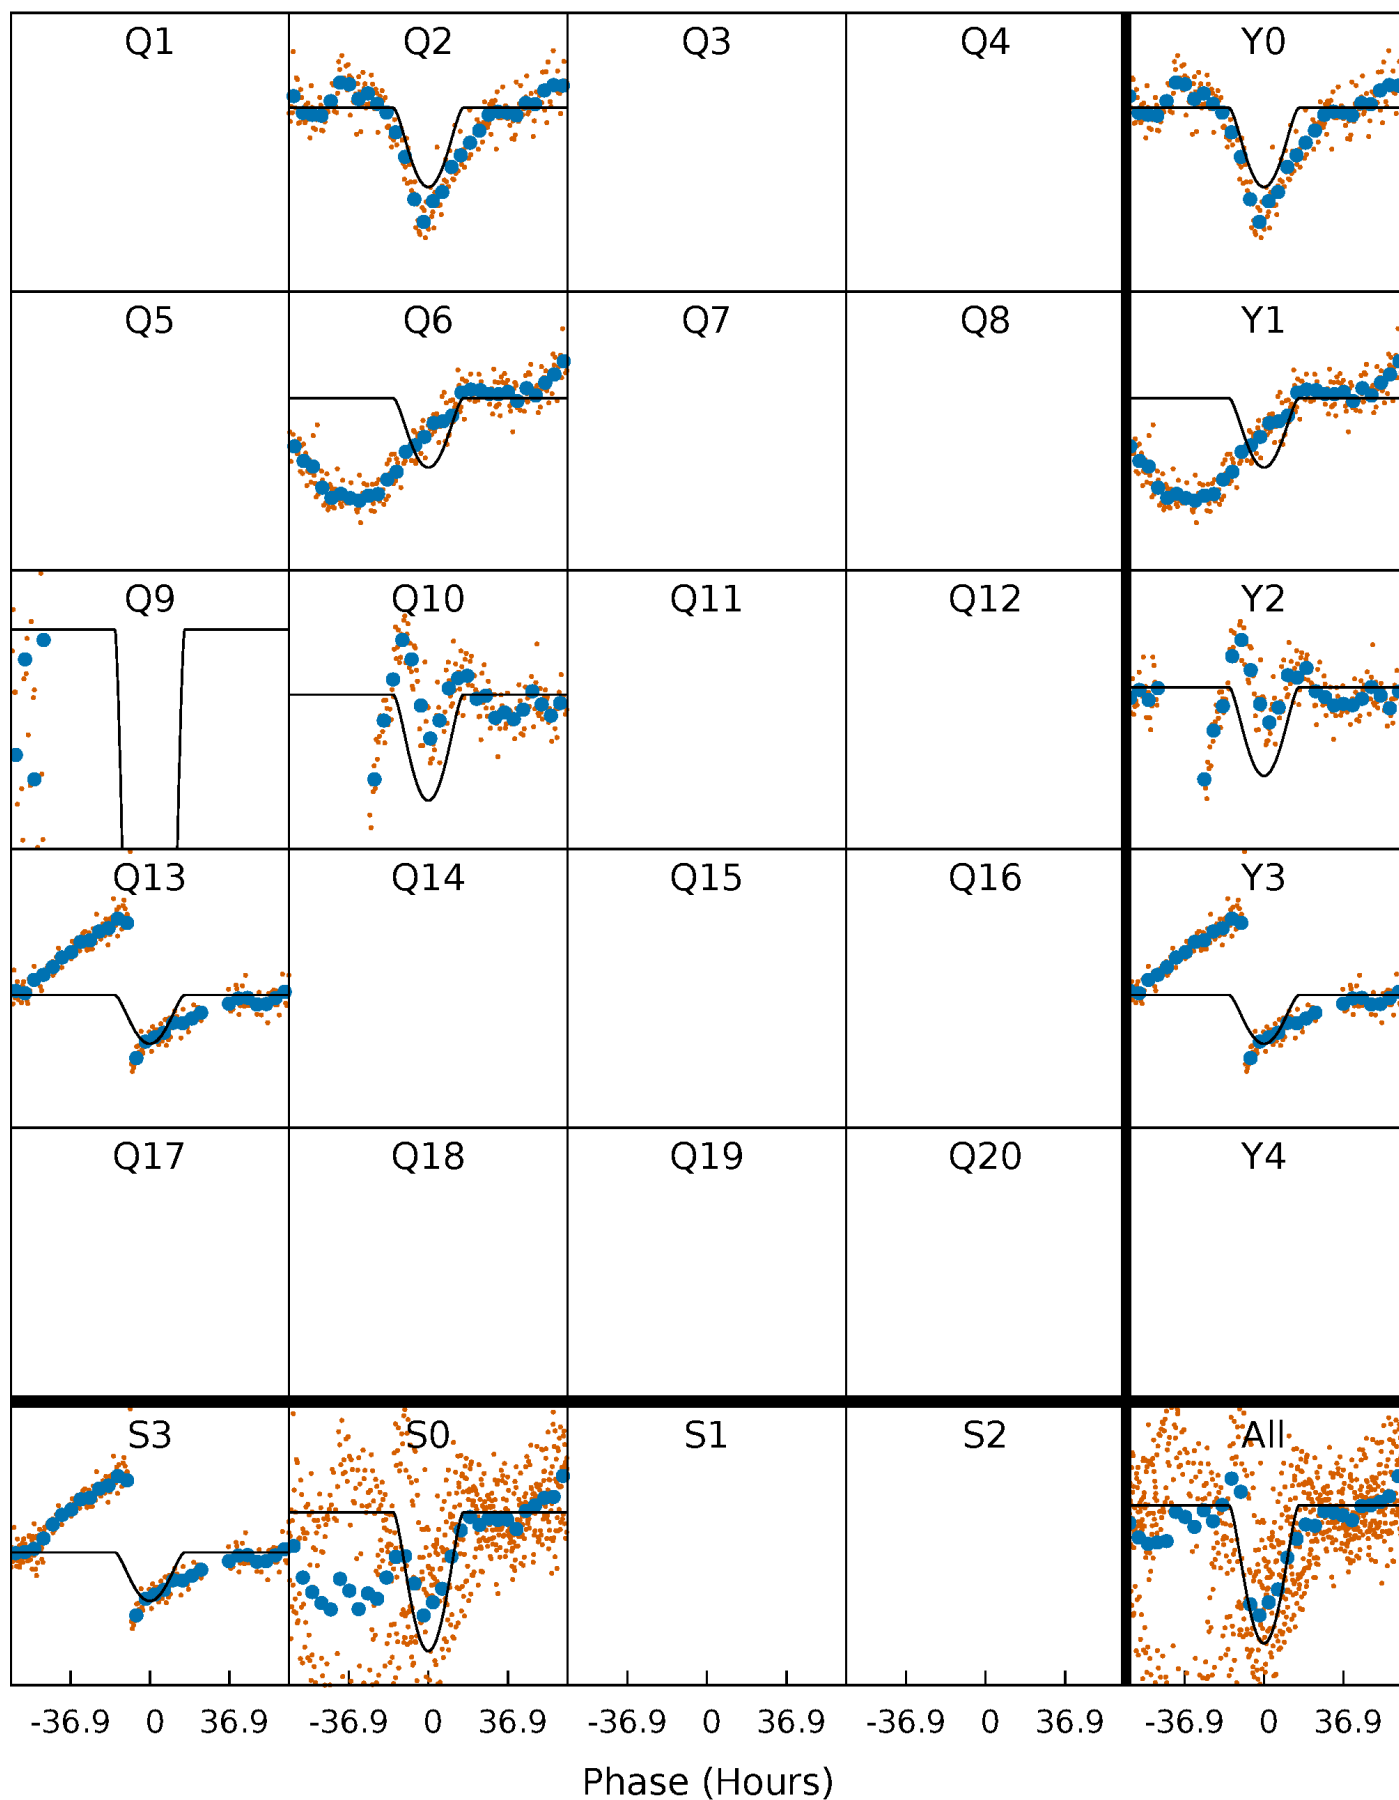 Q1 Q2 Q3 Q4 Y0
Q5 Q6 Q7 Q8 Y1
Q9 Q10 Q11 Q12 Y2
Q13 Q14 Q15 Q16 Y3
Q17 Q18 Q19 Q20 Y4
S3 S0 S1 S2 All
-36.9 0 36.9 -36.9 0 36.9 -36.9 0 36.9 -36.9 0 36.9 -36.9 0 36.9
Phase (Hours)